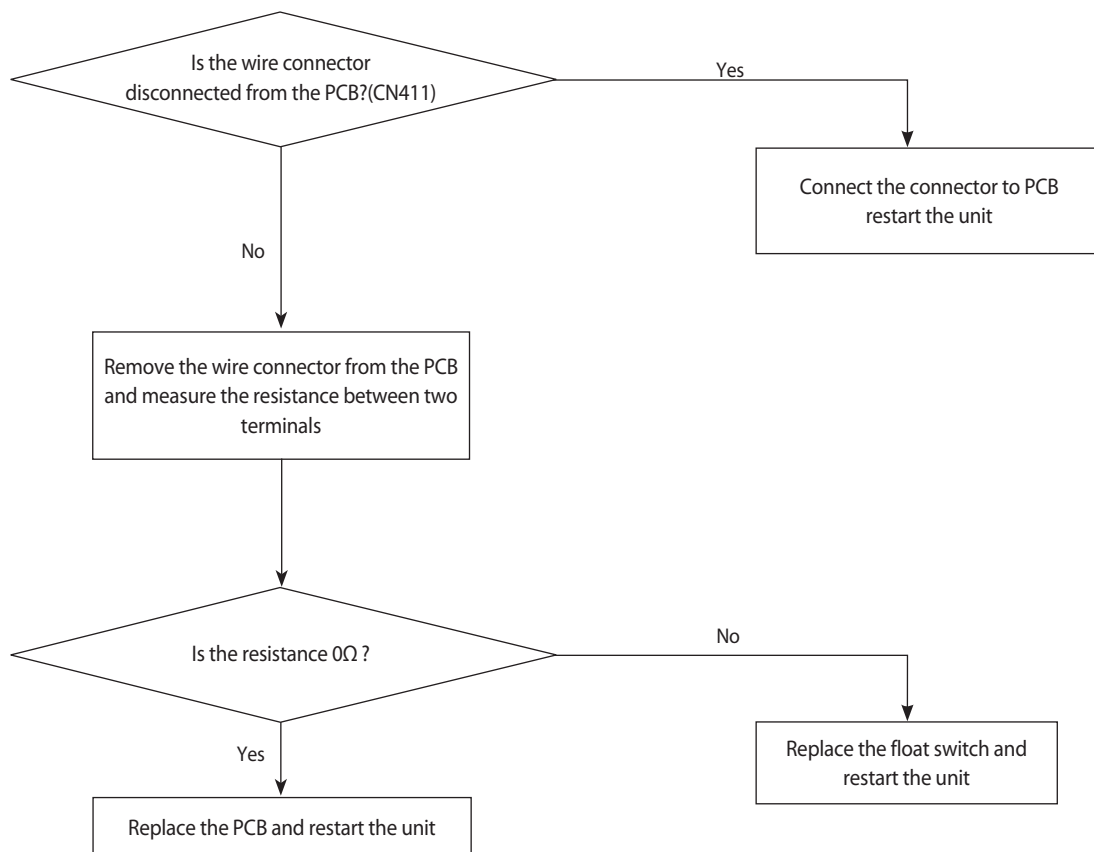 Is the wire connector
disconnected from the PCB?(CN411)
Yes
Connect the connector to PCB
restart the unit
No
Remove the wire connector from the PCB
and measure the resistance between two
terminals
Is the resistance 0Ω ?
No
Replace the float switch and
restart the unit
Yes
Replace the PCB and restart the unit